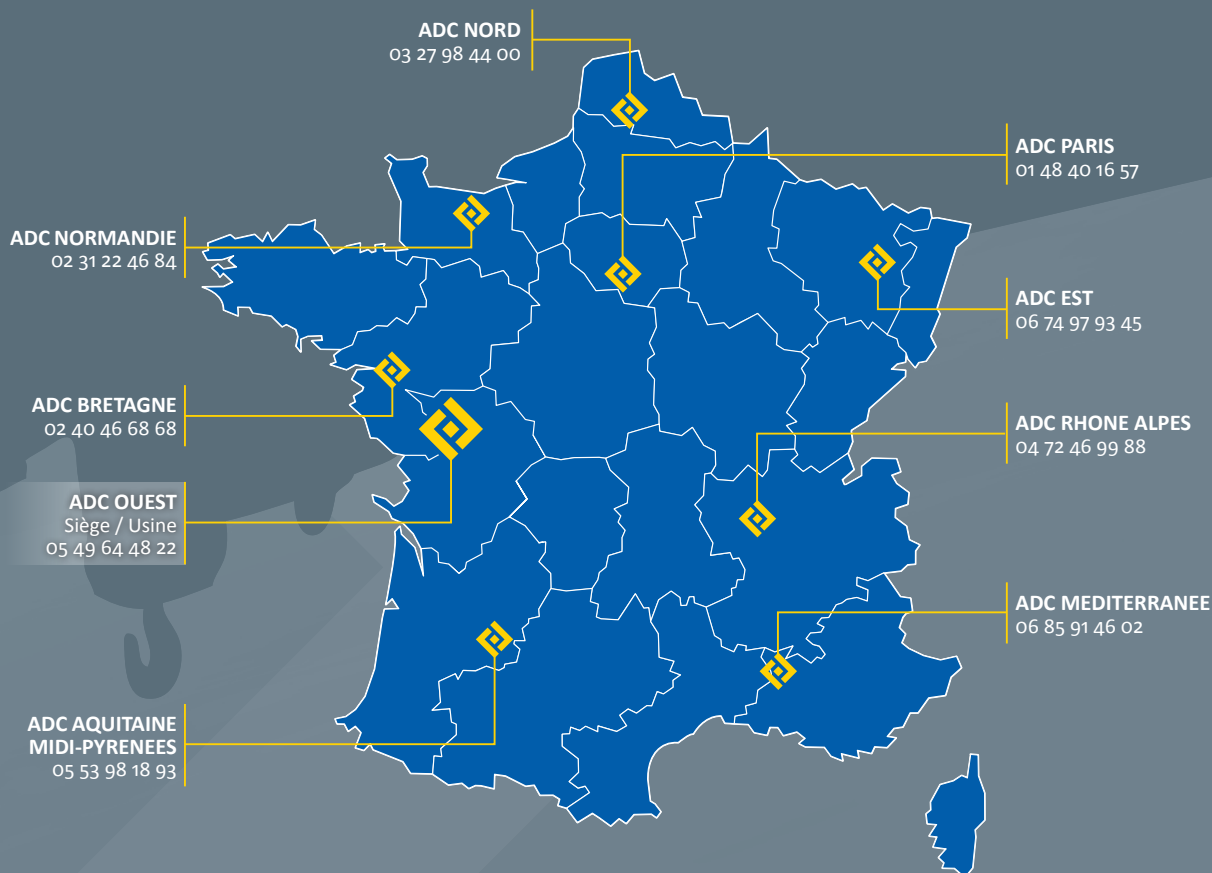 ADC NORD
03 27 98 44 00
ADC PARIS
01 48 40 16 57
ADC NORMANDIE
02 31 22 46 84
ADC EST
06 74 97 93 45
ADC BRETAGNE
02 40 46 68 68
ADC RHONE ALPES
04 72 46 99 88
ADC OUEST
Siège / Usine
05 49 64 48 22
ADC MEDITERRANEE
06 85 91 46 02
ADC AQUITAINE
MIDI-PYRENEES
05 53 98 18 93